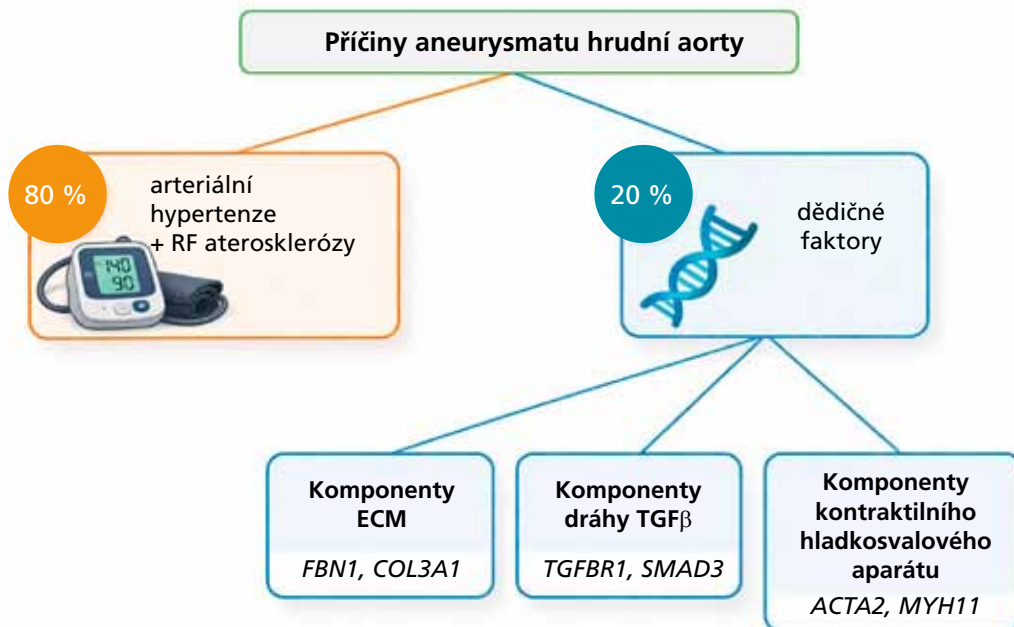 Příčiny aneurysmatu hrudní aorty
80 %
arteriální
hypertenze
+ RF aterosklerózy
140
90
20 %
dědičné
faktory
Komponenty
ECM
FBN1, COL3A1
Komponenty
dráhy TGFβ
TGFBR1, SMAD3
Komponenty
kontraktilního
hladkosvalového
aparátu
ACTA2, MYH11